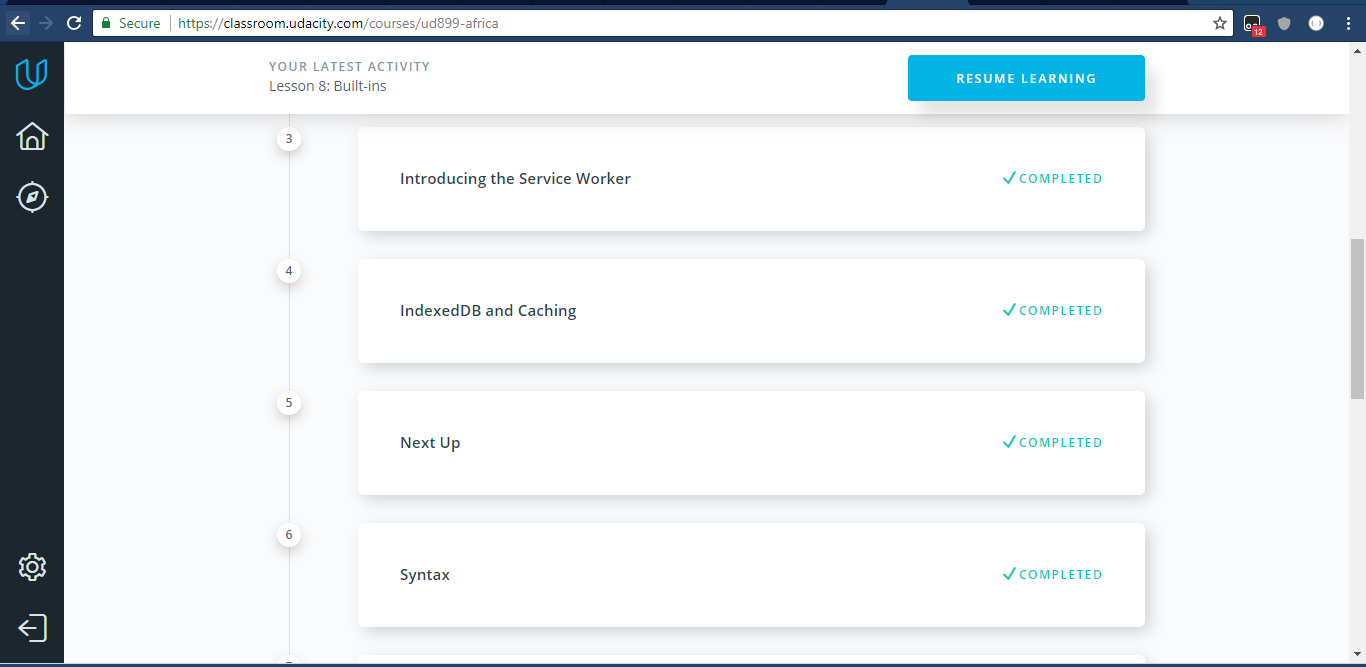 Secure https://classroom.udacity.com/courses/ud899-africa
12
YOUR LATEST ACTIVITY
Lesson 8: Built-ins
RESUME LEARNING
3
Introducing the Service Worker
COMPLETED
4
IndexedDB and Caching
COMPLETED
5
Next Up
COMPLETED
6
Syntax
COMPLETED